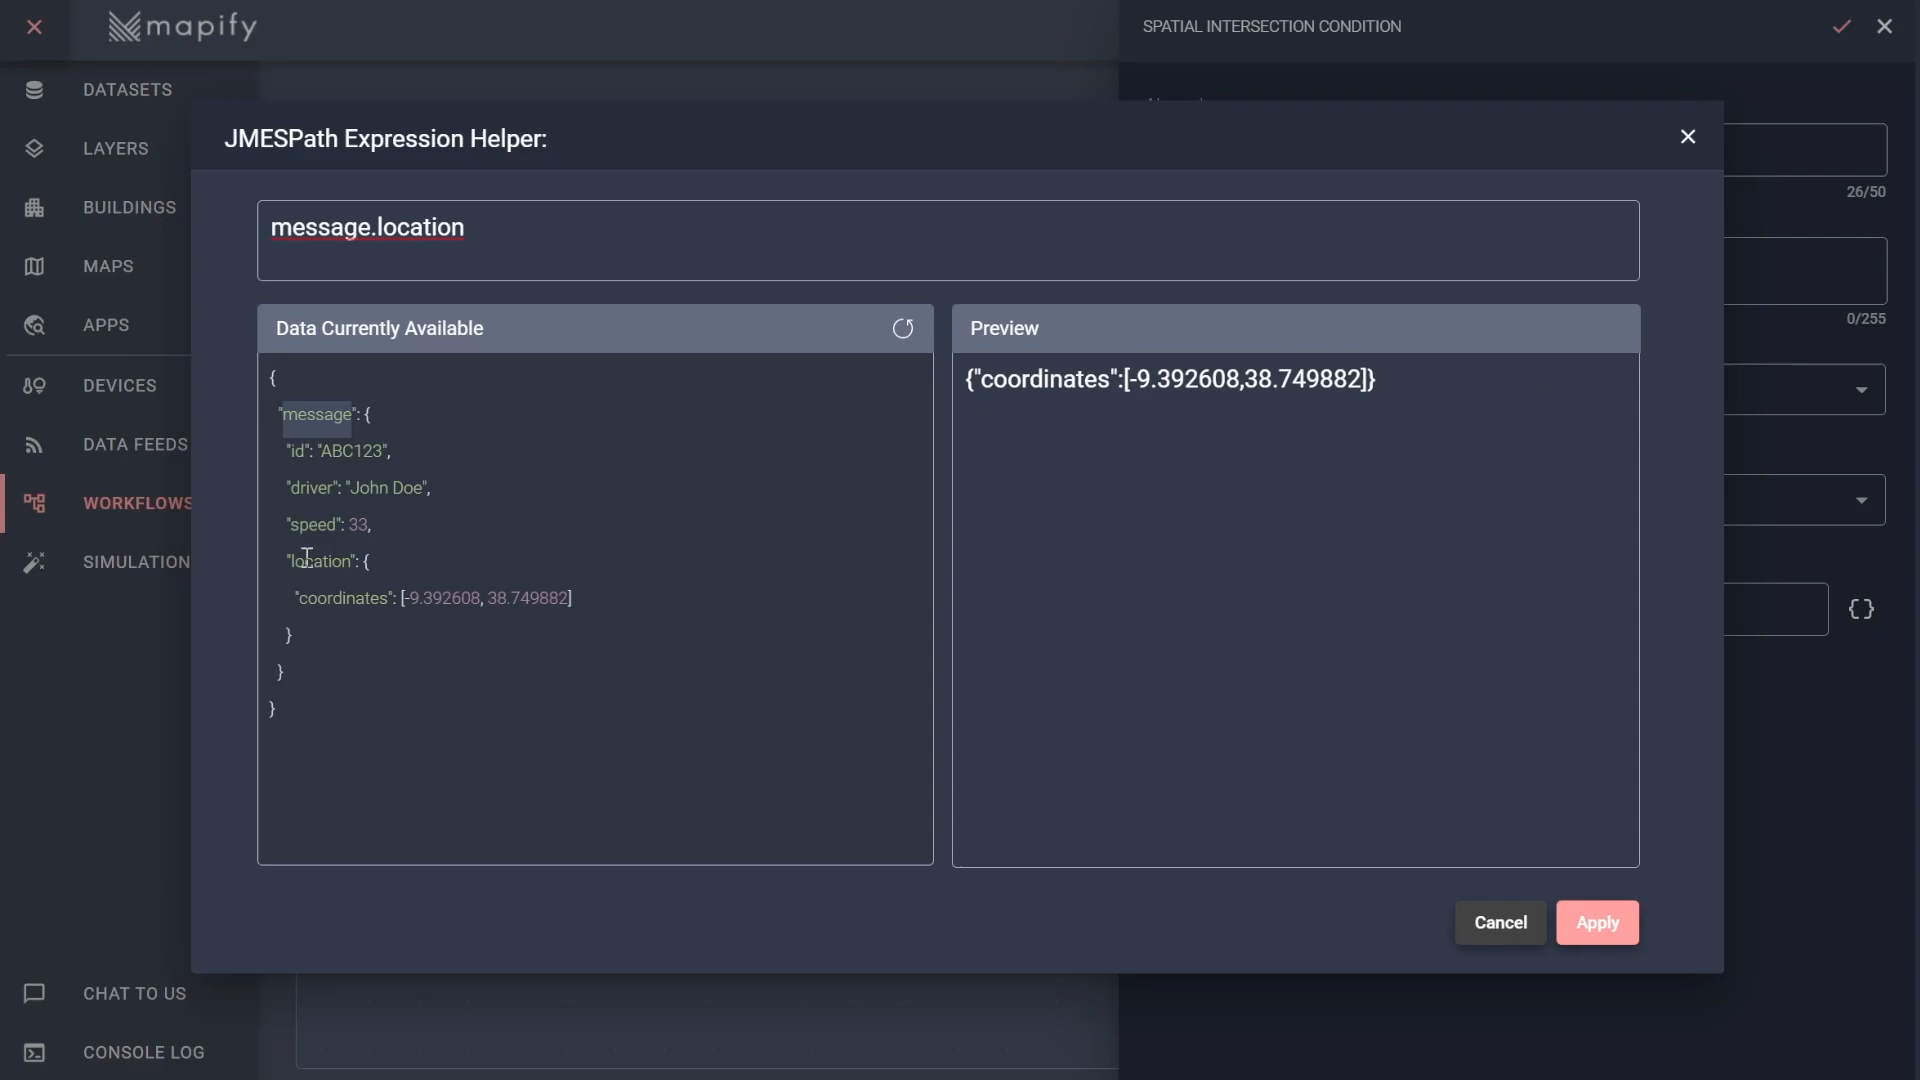 mapify
SPATIAL INTERSECTION CONDITION
DATASETS
LAYERS
BUILDINGS
MAPS
APPS
DEVICES
DATA FEEDS
WORKFLOWS
SIMULATION
CHAT TO US
CONSOLE LOG
JMESPath Expression Helper:
message.location
Data Currently Available
{
"message": {
"id": "ABC123",
"driver": "John Doe",
"speed": 33,
"location": {
"coordinates": [-9.392608, 38.749882]
}
}
}
Preview
{"coordinates":[-9.392608,38.749882]}
Cancel
Apply
26/50
0/255
{}